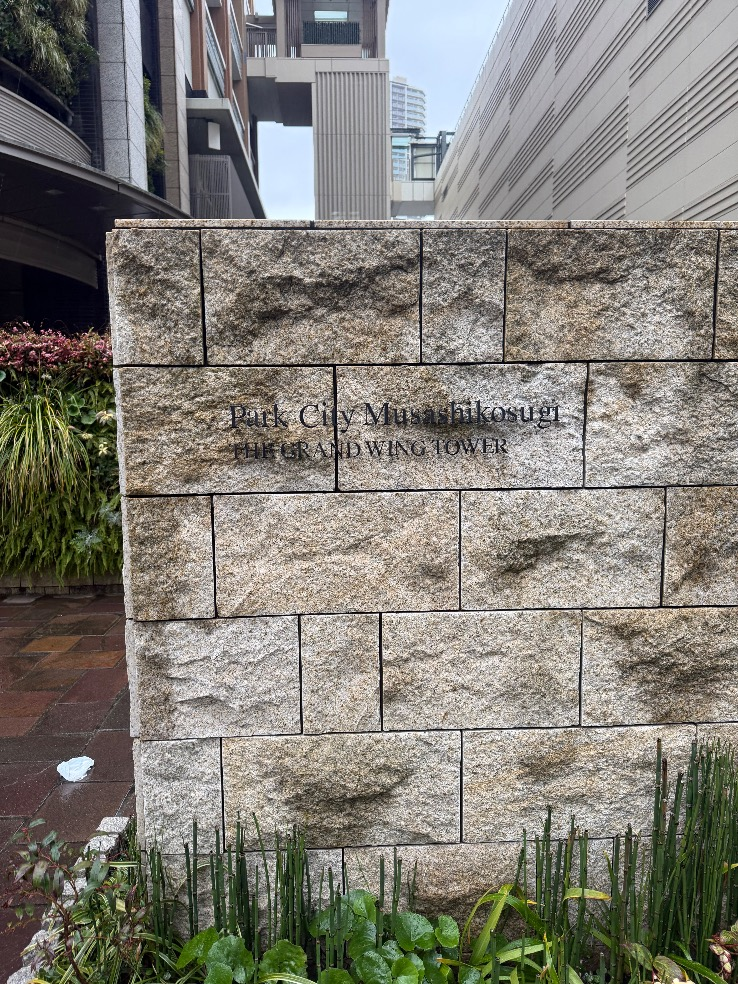 Park City Musashikosugi
THE GRAND WING TOWER